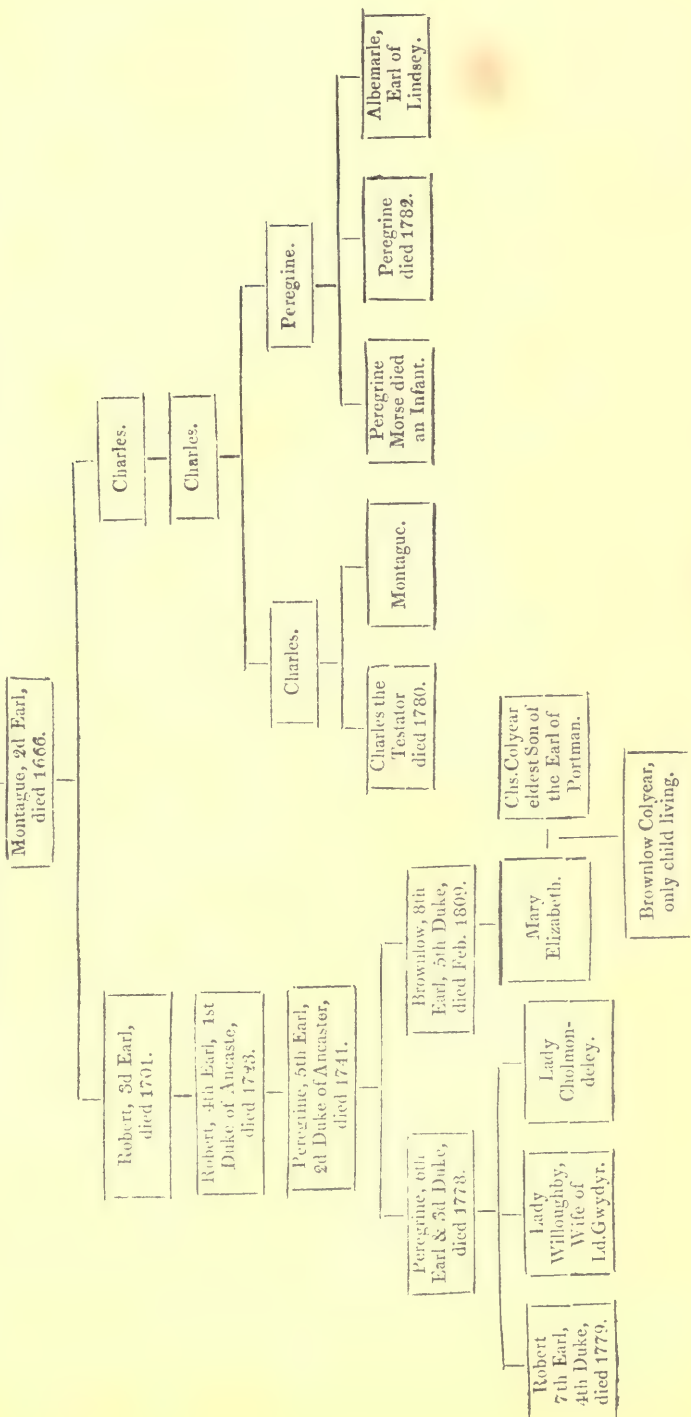 Montague, 2d Earl,
died 1666.
Robert, 3d Earl,
died 1701.
Charles.
Robert, 4th Earl, 1st
Duke of Ancaste,
died 1723.
Charles.
Peregrine, 5th Earl,
2d Duke of Ancaster,
died 1741.
Charles.
Peregrine.
Peregrine, 6th
Earl & 3d Duke,
died 1778.
Brownlow, 8th
Earl, 5th Duke,
died Feb. 1809.
Charles the
Testator
died 1780.
Montague.
Peregrine
Morse died
an Infant.
Peregrine
died 1782.
Albemarle,
Earl of
Lindsey.
Robert
7th Earl,
4th Duke,
died 1779.
Lady
Willoughby,
Wife of
Ld. Gwydyr.
Lady
Cholmon-
deley.
Mary
Elizabeth.
Chs. Colyear
eldest Son of
the Earl of
Portman.
Brownlow Colyear,
only child living.